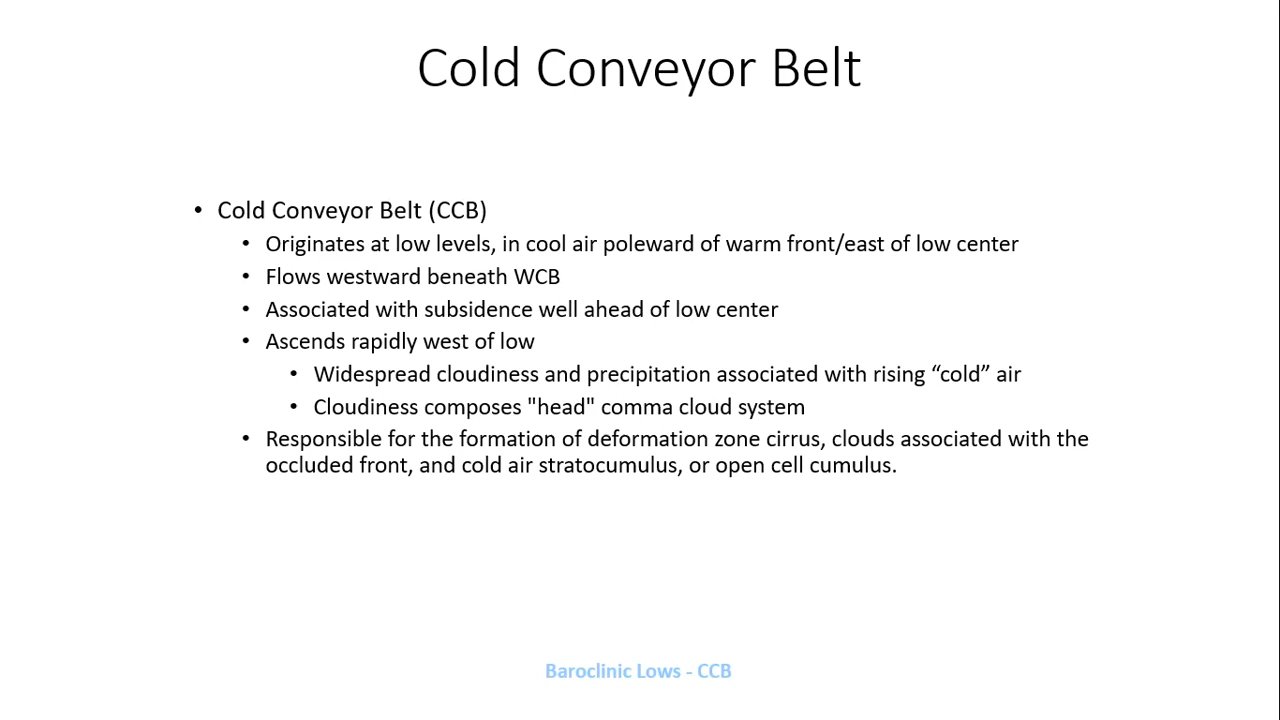 Cold Conveyor Belt
• Cold Conveyor Belt (CCB)
• Originates at low levels, in cool air poleward of warm front/east of low center
• Flows westward beneath WCB
• Associated with subsidence well ahead of low center
• Ascends rapidly west of low
• Widespread cloudiness and precipitation associated with rising “cold” air
• Cloudiness composes "head" comma cloud system
• Responsible for the formation of deformation zone cirrus, clouds associated with the
occluded front, and cold air stratocumulus, or open cell cumulus.
Baroclinic Lows - CCB